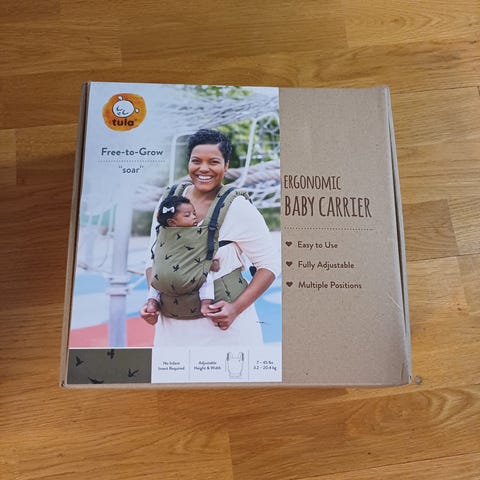 tula
Free-to-Grow
"soar"
ERGONOMIC
BABY CARRIER
Easy to Use
Fully Adjustable
Multiple Positions
No Infant
Insert Required
Adjustable
Height & Width
7 - 45 lbs
3.2 - 20.4 kg